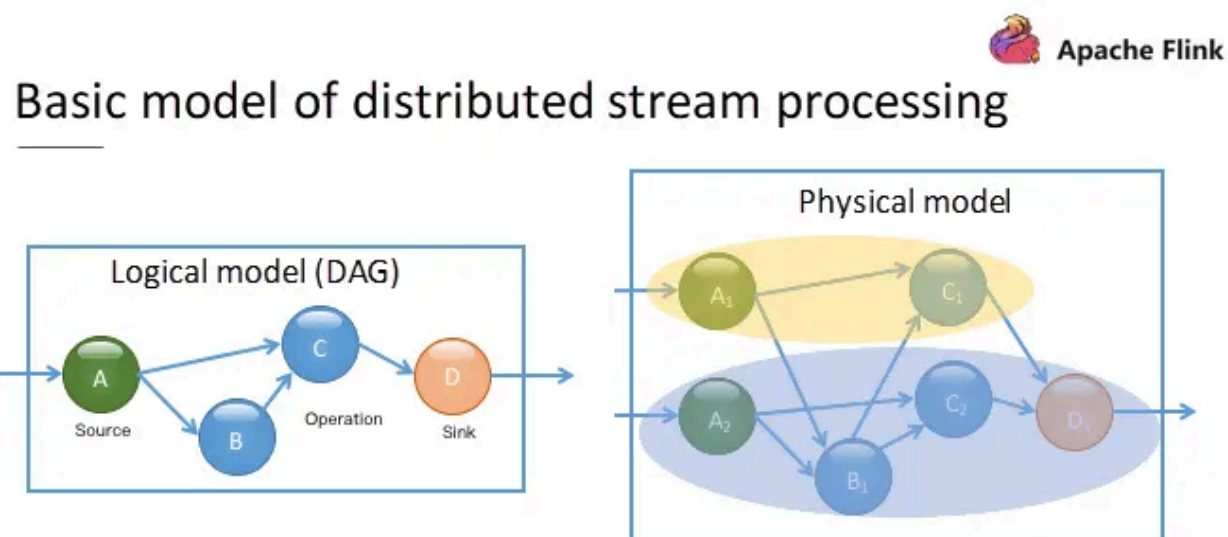 Apache Flink
Basic model of distributed stream processing
Logical model (DAG)
A
Source
B
C
Operation
D
Sink
Physical model
A₁
C₁
A₂
C₂
B₁
D₁